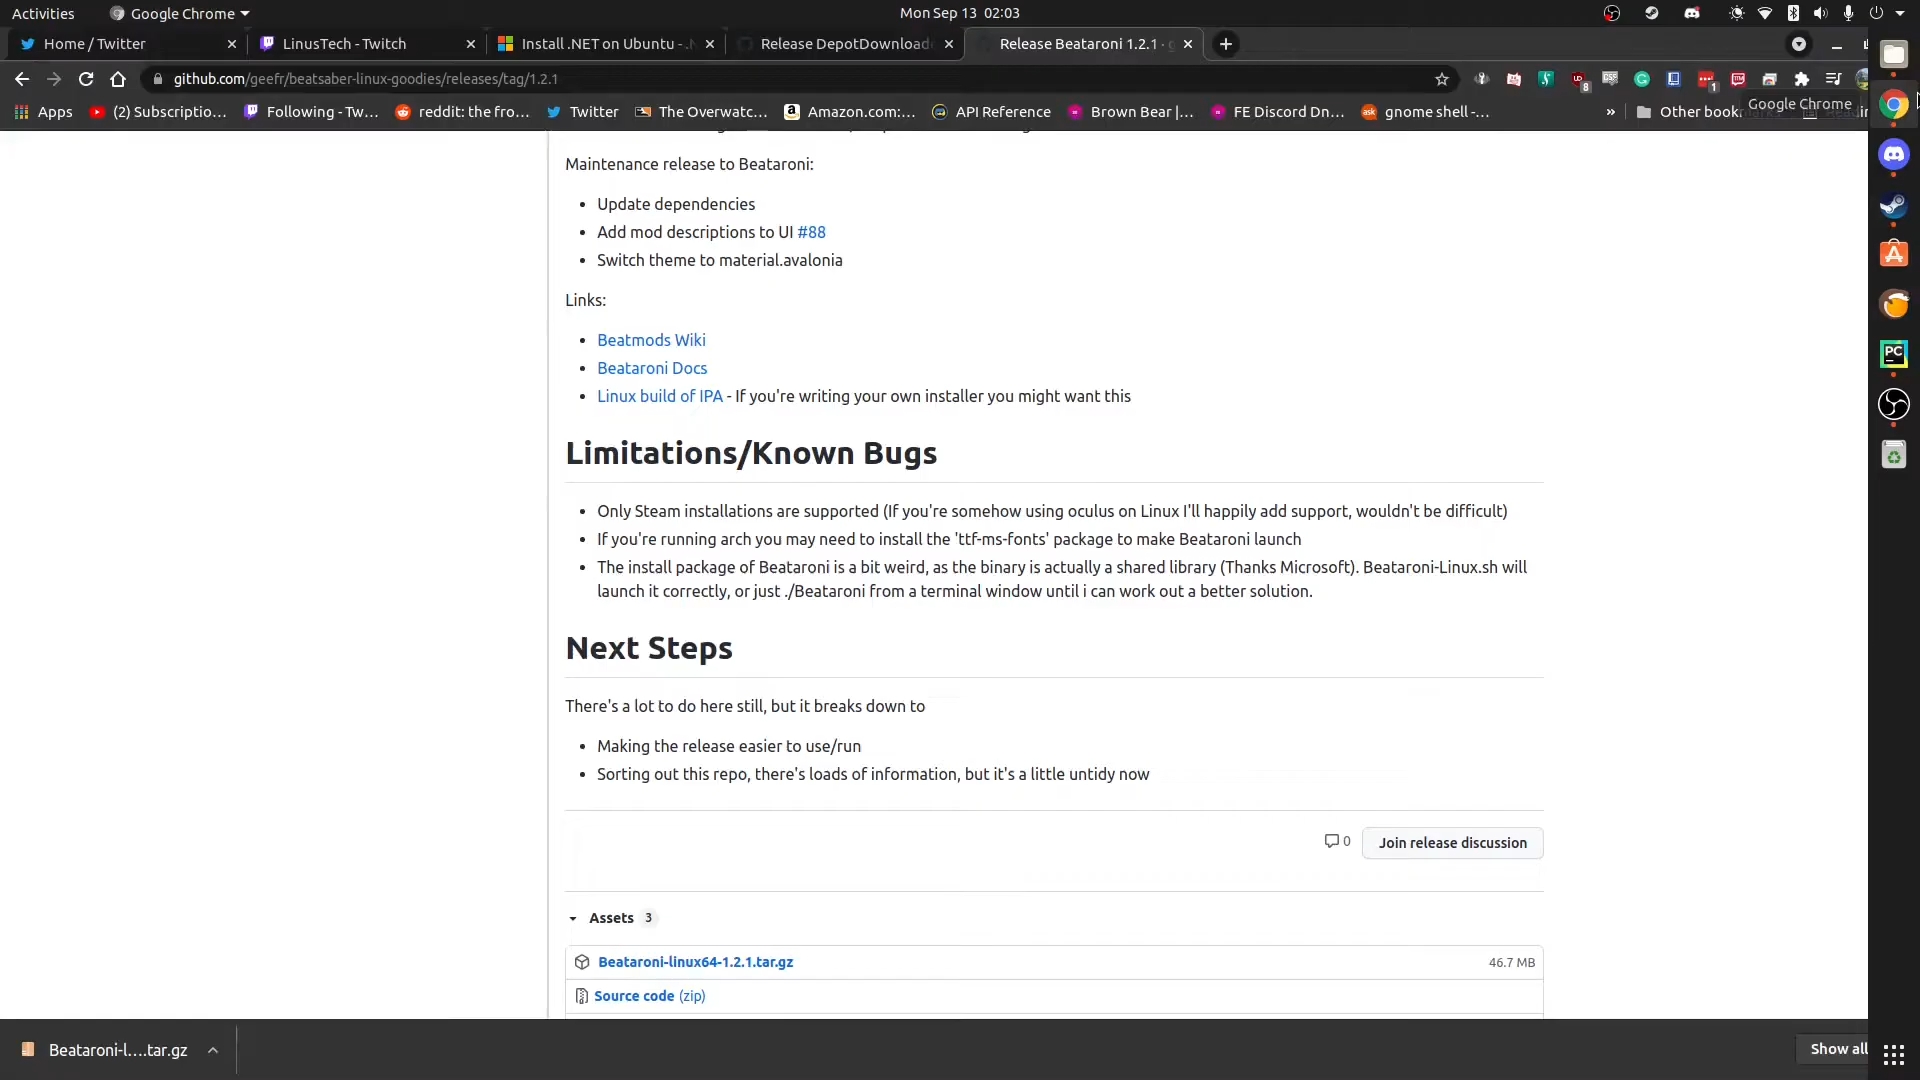 Activities
Google Chrome
Mon Sep 13 02:03
Home / Twitter
LinusTech - Twitch
Install .NET on Ubuntu - .N
Release DepotDownload
Release Beataroni 1.2.1 · g
github.com/geefr/beatsaber-linux-goodies/releases/tag/1.2.1
8
1
Google Chrome
Apps
(2) Subscriptio...
Following - Tw...
reddit: the fro...
Twitter
The Overwatc...
Amazon.com:...
API Reference
Brown Bear |...
FE Discord Dn...
gnome shell -...
»
Other book
Maintenance release to Beataroni:
• Update dependencies
• Add mod descriptions to UI #88
• Switch theme to material.avalonia
Links:
• Beatmods Wiki
• Beataroni Docs
• Linux build of IPA - If you're writing your own installer you might want this
Limitations/Known Bugs
• Only Steam installations are supported (If you're somehow using oculus on Linux I'll happily add support, wouldn't be difficult)
• If you're running arch you may need to install the 'ttf-ms-fonts' package to make Beataroni launch
• The install package of Beataroni is a bit weird, as the binary is actually a shared library (Thanks Microsoft). Beataroni-Linux.sh will
launch it correctly, or just ./Beataroni from a terminal window until i can work out a better solution.
Next Steps
There's a lot to do here still, but it breaks down to
• Making the release easier to use/run
• Sorting out this repo, there's loads of information, but it's a little untidy now
0
Join release discussion
Assets 3
Beataroni-linux64-1.2.1.tar.gz
46.7 MB
Source code (zip)
Beataroni-l....tar.gz
Show all
PC